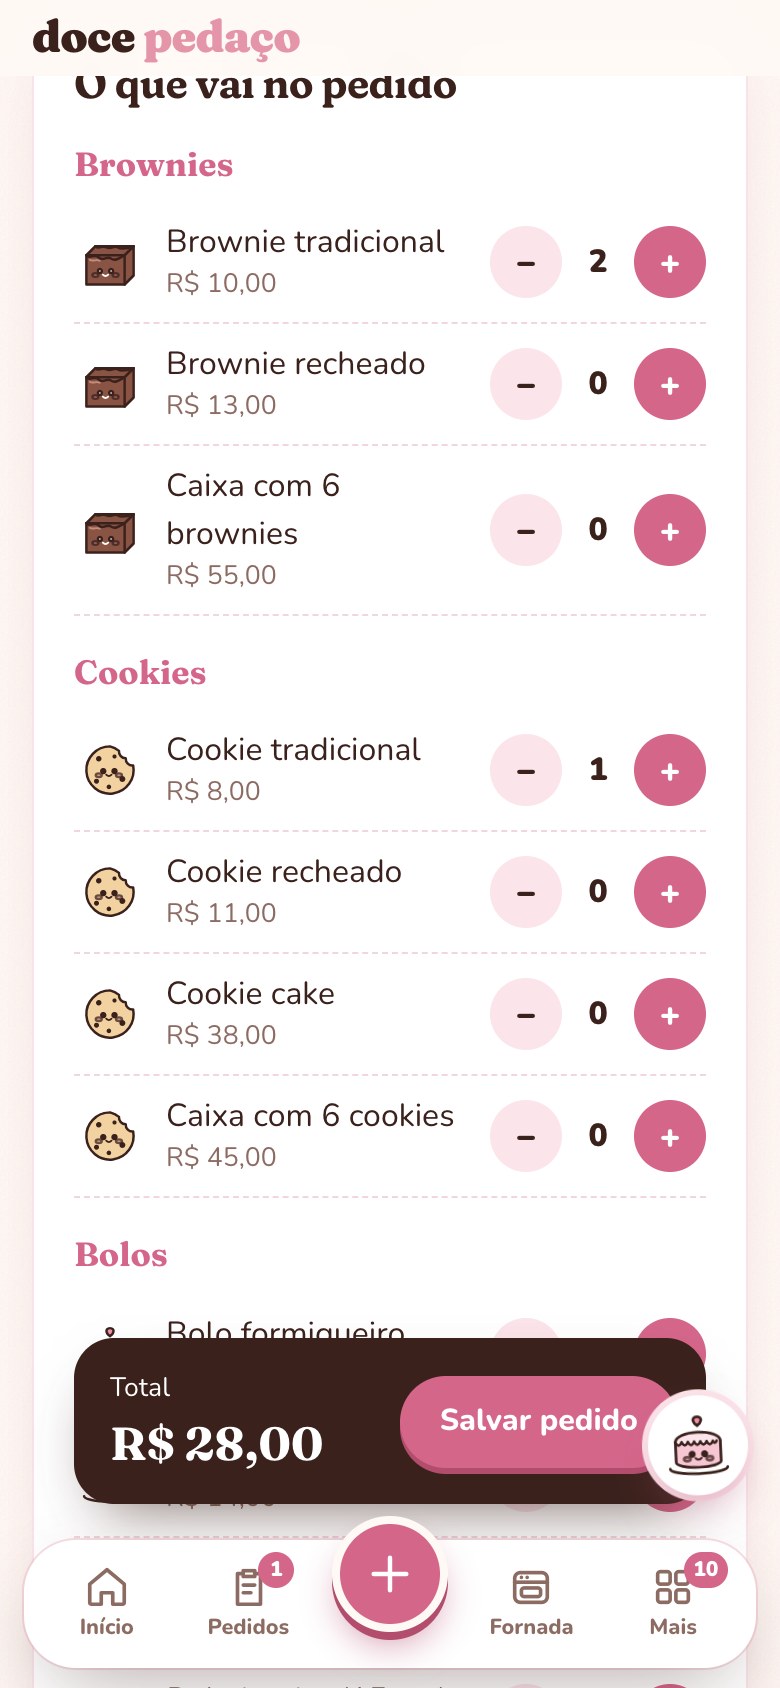 doce pedaço
O que vai no pedido
Brownies
Brownie tradicional
R$ 10,00
− 2 +
Brownie recheado
R$ 13,00
− 0 +
Caixa com 6
brownies
R$ 55,00
− 0 +
Cookies
Cookie tradicional
R$ 8,00
− 1 +
Cookie recheado
R$ 11,00
− 0 +
Cookie cake
R$ 38,00
− 0 +
Caixa com 6 cookies
R$ 45,00
− 0 +
Bolos
Bolo formigueiro
Total
R$ 28,00
Salvar pedido
Início
Pedidos
1
+
Fornada
Mais
10